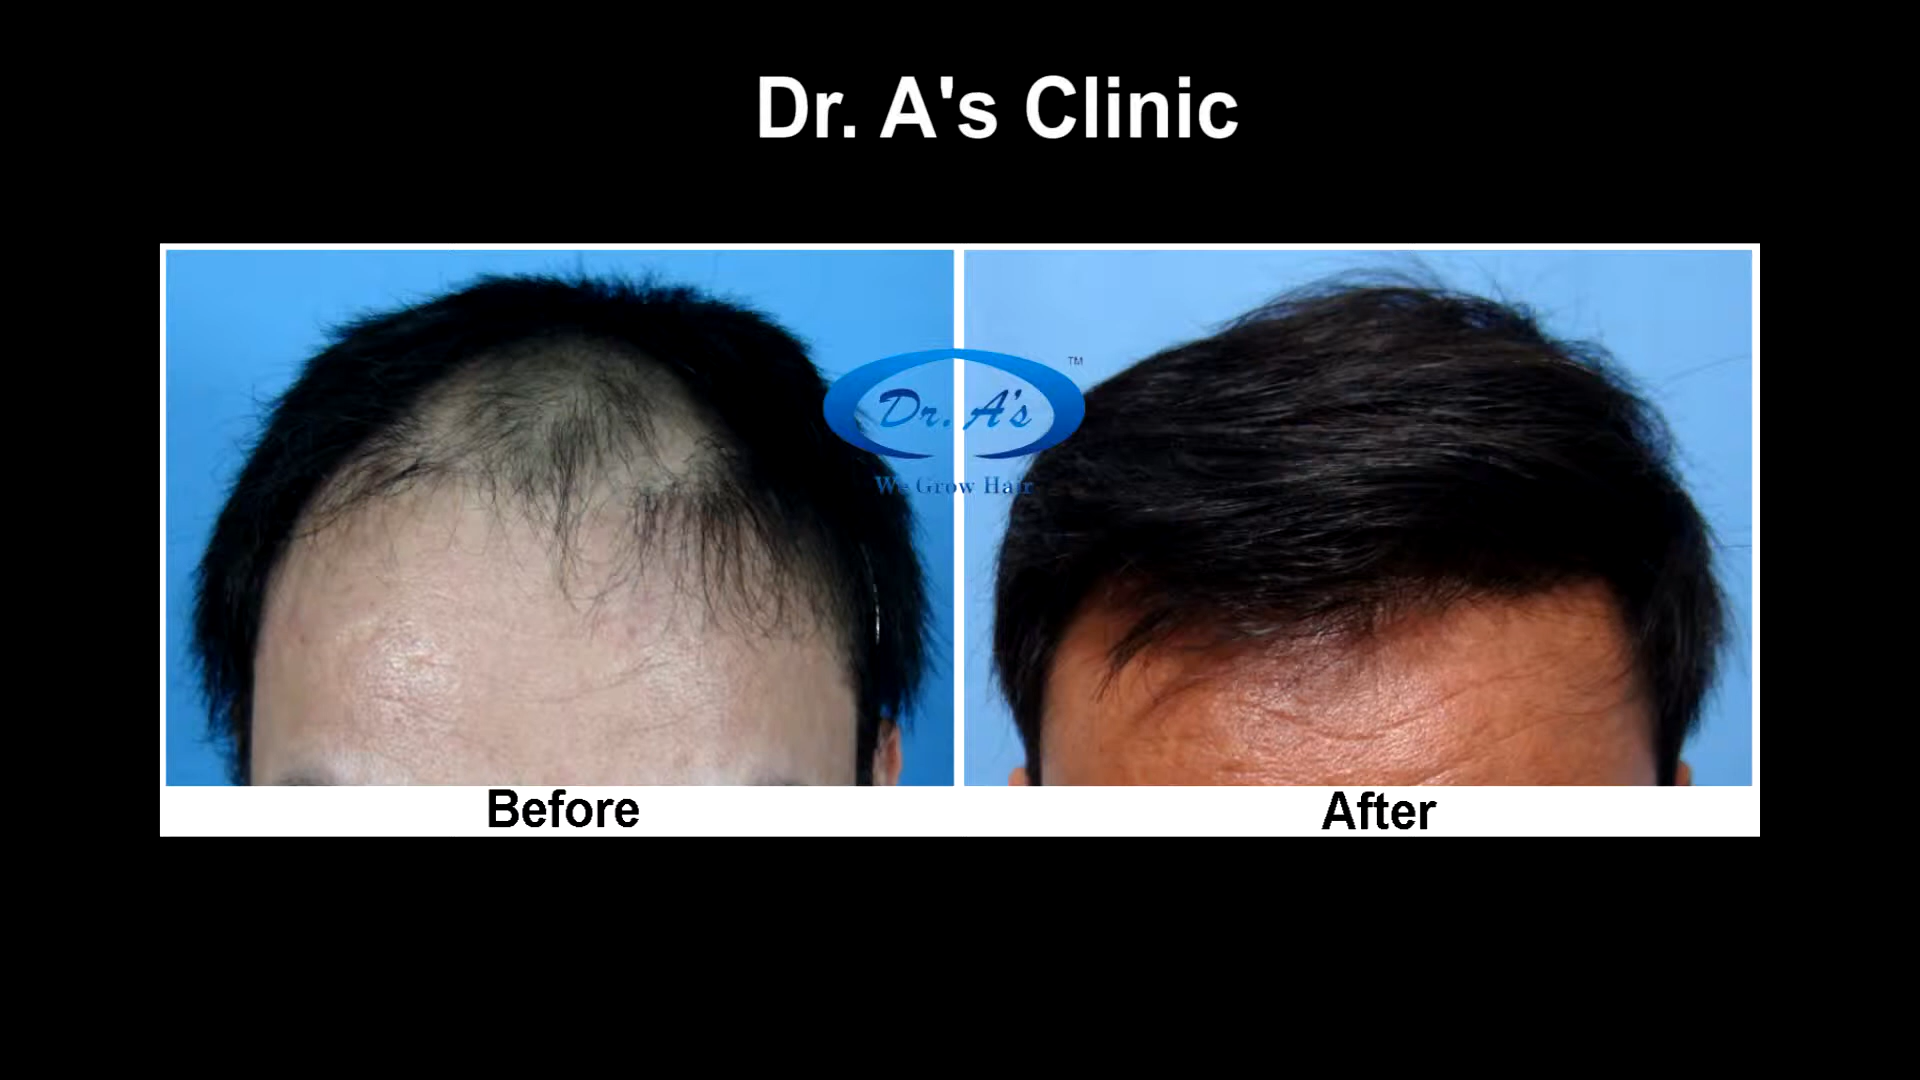 Dr. A's Clinic
Dr. A's ™
We Grow Hair
Before
After